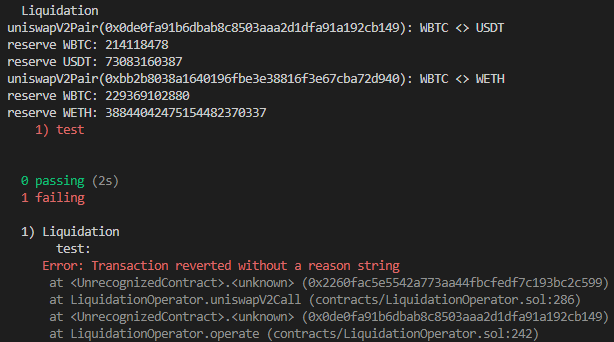 Liquidation
uniswapV2Pair(0x0de0fa91b6dbab8c8503aaa2d1dfa91a192cb149): WBTC <> USDT
reserve WBTC: 214118478
reserve USDT: 73083160387
uniswapV2Pair(0xbb2b8038a1640196fbe3e38816f3e67cba72d940): WBTC <> WETH
reserve WBTC: 229369102880
reserve WETH: 38844042475154482370337
1) test
0 passing (2s)
1 failing
1) Liquidation
test:
Error: Transaction reverted without a reason string
at <UnrecognizedContract>.<unknown> (0x2260fac5e5542a773aa44fbcfedf7c193bc2c599)
at LiquidationOperator.uniswapV2Call (contracts/LiquidationOperator.sol:286)
at <UnrecognizedContract>.<unknown> (0x0de0fa91b6dbab8c8503aaa2d1dfa91a192cb149)
at LiquidationOperator.operate (contracts/LiquidationOperator.sol:242)